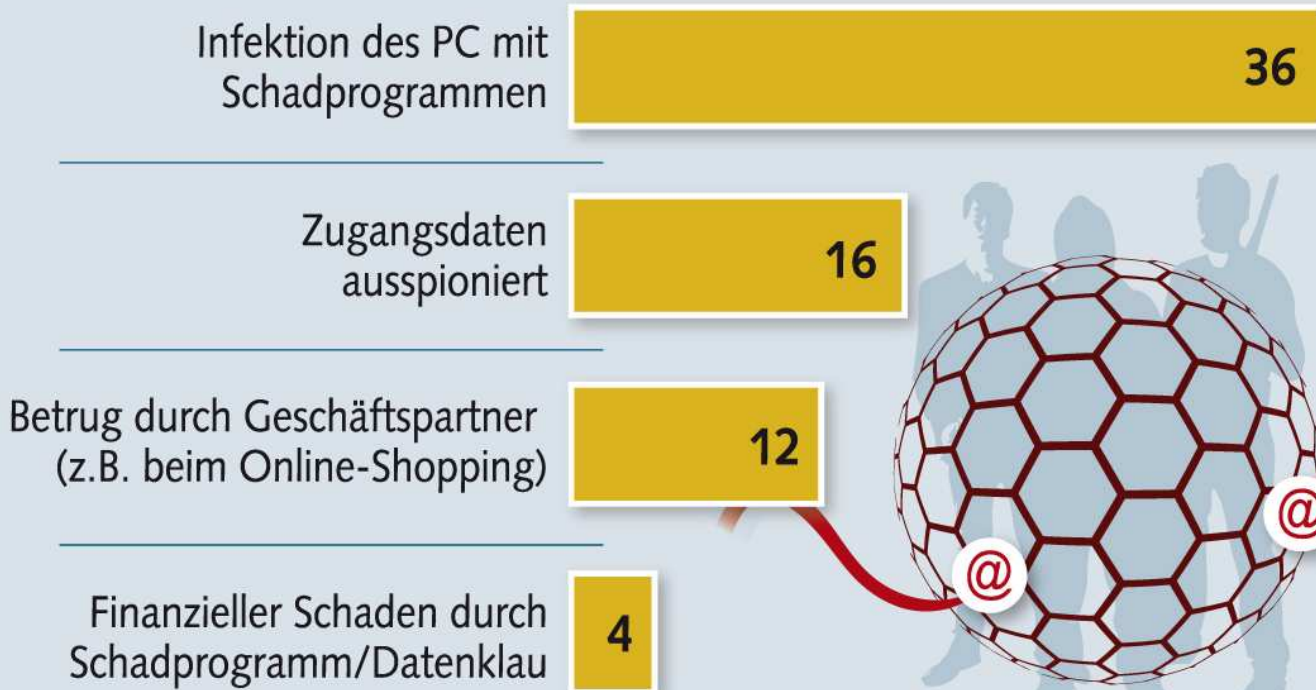 Infektion des PC mit
Schadprogrammen
36
Zugangsdaten
ausspioniert
16
Betrug durch Geschäftspartner
(z.B. beim Online-Shopping)
12
Finanzieller Schaden durch
Schadprogramm/Datenklau
4
@
@